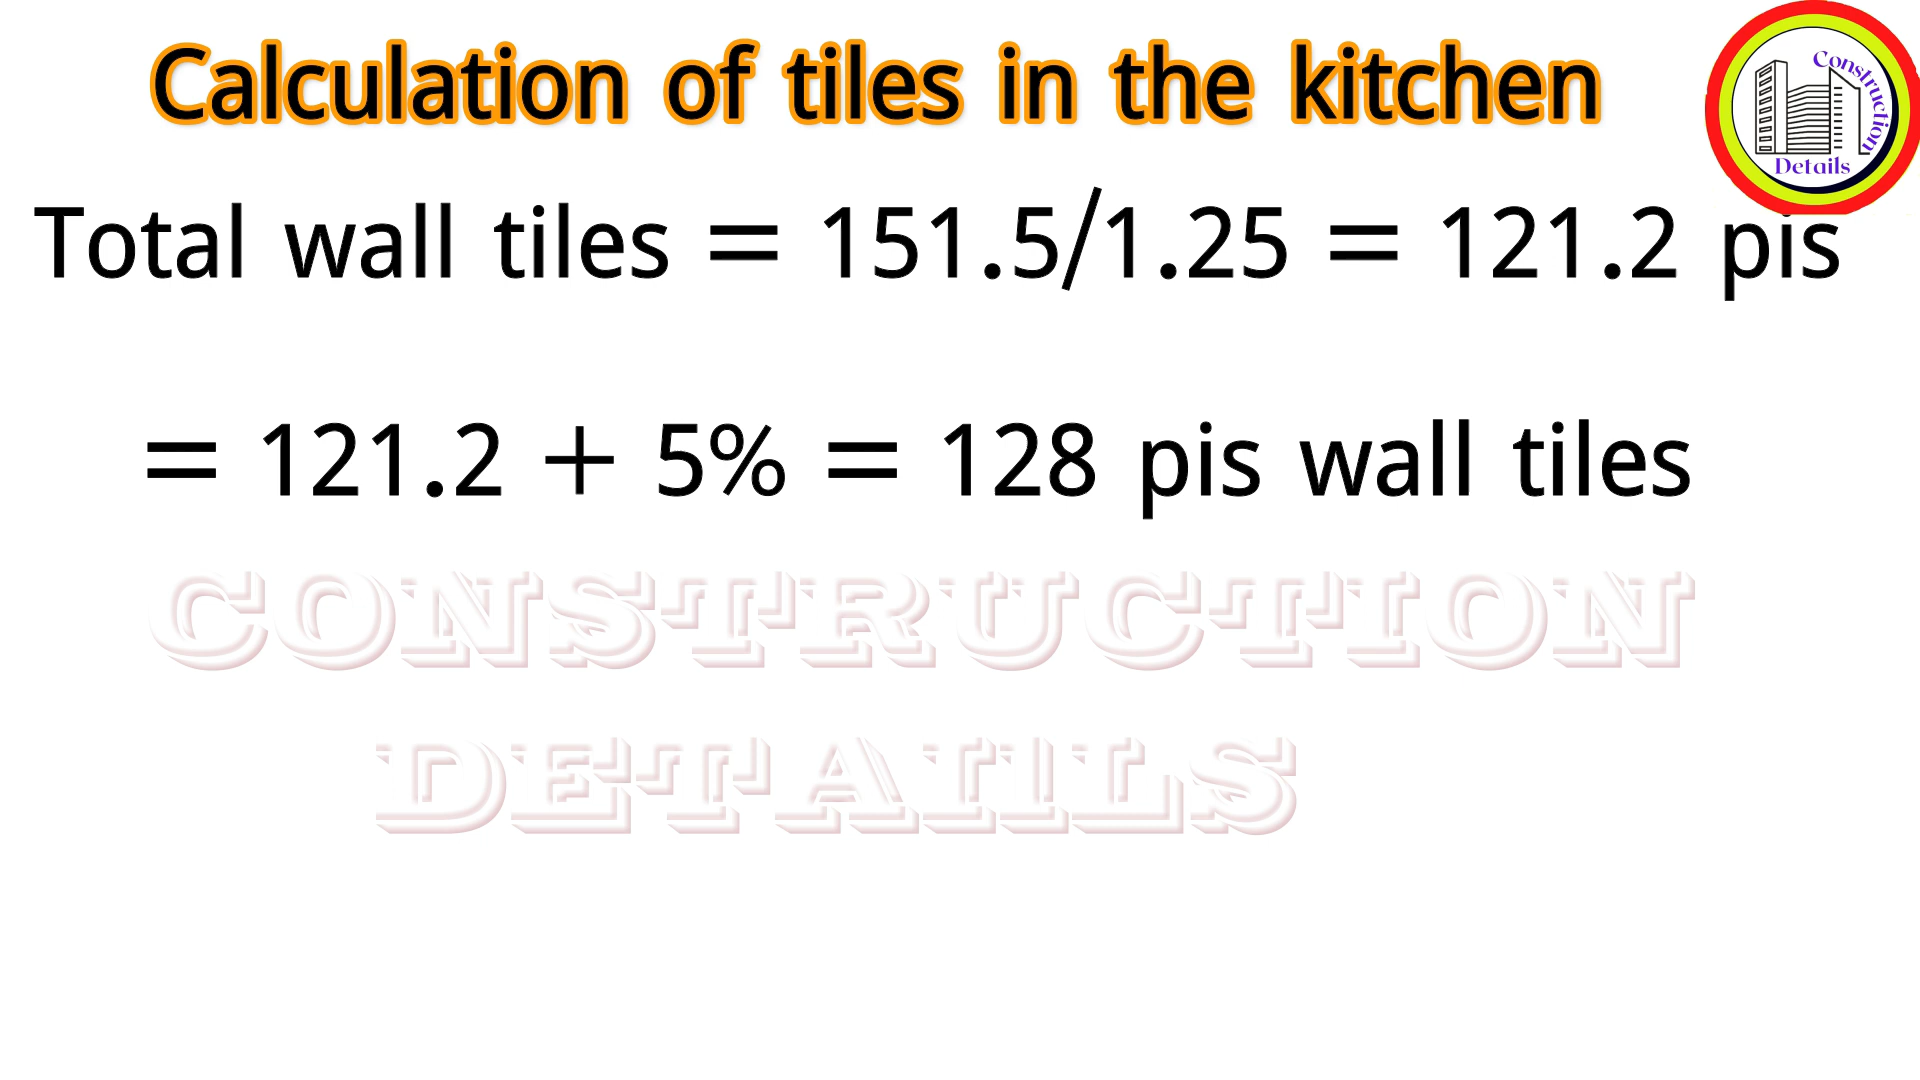 Calculation of tiles in the kitchen
Construction
Details
Total wall tiles = 151.5/1.25 = 121.2 pis
= 121.2 + 5% = 128 pis wall tiles
CONSTRUCTION
DETAIILS